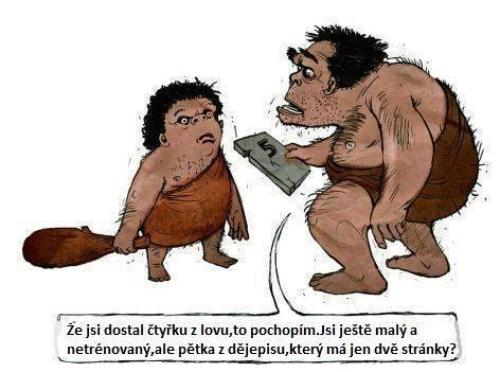 5
Že jsi dostal čtyřku z lovu,to pochopím.Jsi ještě malý a
netrénovaný,ale pětka z dějepisu,který má jen dvě stránky?